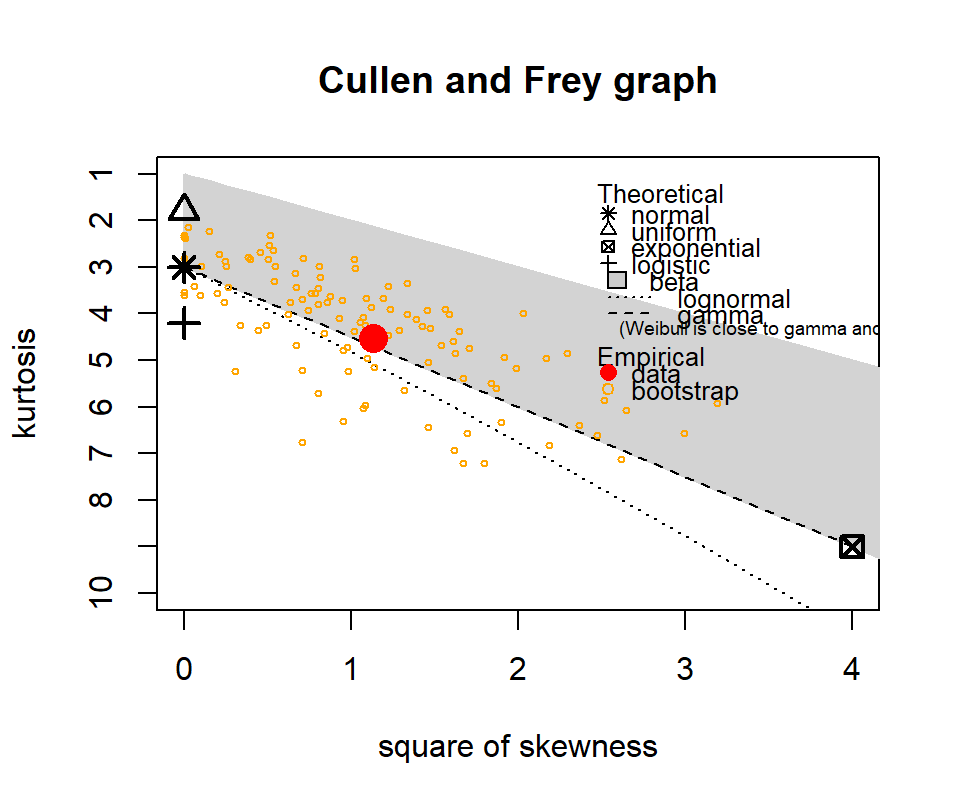 Cullen and Frey graph
kurtosis
1
2
3
4
5
6
7
8
10
Theoretical
normal
uniform
exponential
logistic
beta
lognormal
gamma
(Weibull is close to gamma and
Empirical
data
bootstrap
0 1 2 3 4
square of skewness